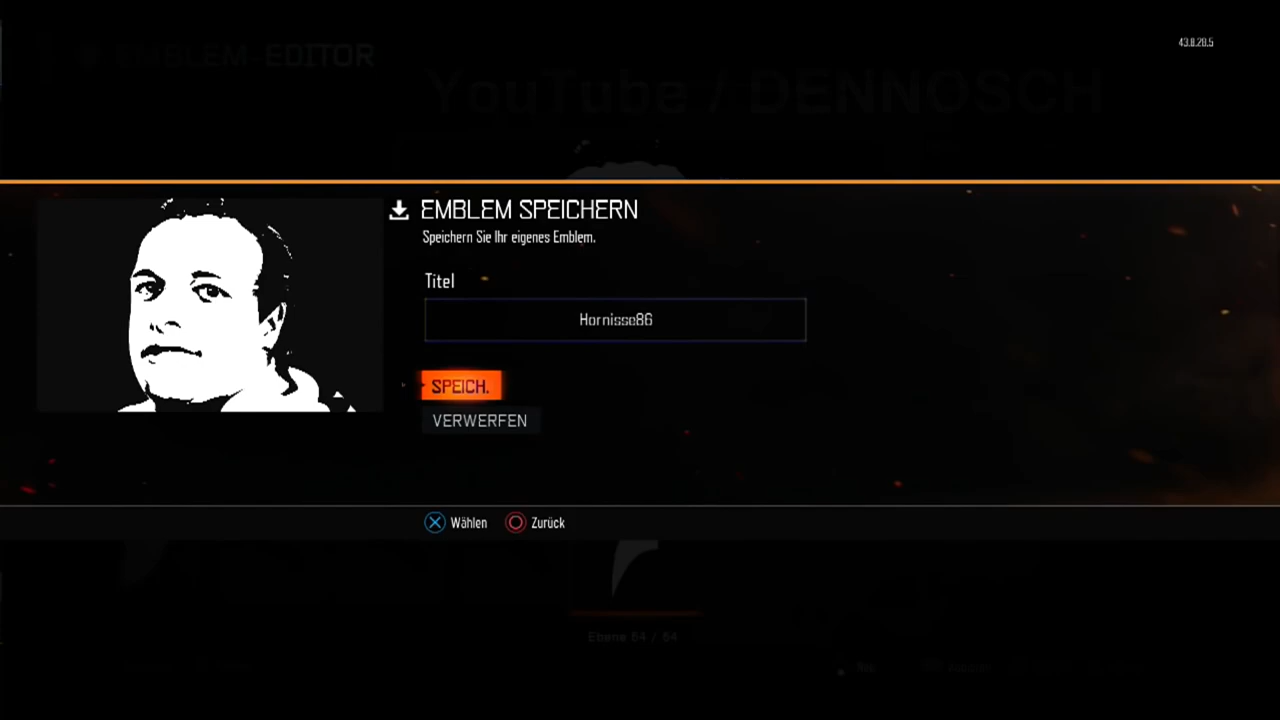 EMBLEM-EDITOR
43.8.20.5
YouTube / DENNOSCH
EMBLEM SPEICHERN
Speichern Sie Ihr eigenes Emblem.
Titel
Hornisse86
SPEICH.
VERWERFEN
Wählen
Zurück
Ebene 64 / 64